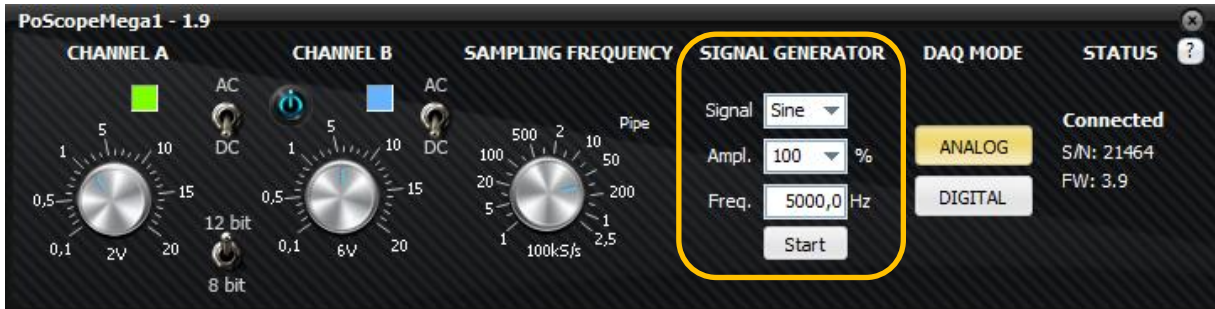 PoScopeMega1 - 1.9
CHANNEL A
CHANNEL B
SAMPLING FREQUENCY
SIGNAL GENERATOR
DAQ MODE
STATUS
?
AC
DC
12 bit
8 bit
0,1
0,5
1
5
10
15
20
2V
AC
DC
0,1
0,5
1
5
10
15
20
6V
1
5
20
100
500
2
10
50
200
1
2,5
Pipe
100kS/s
Signal Sine
Ampl. 100 %
Freq. 5000,0 Hz
Start
ANALOG
DIGITAL
Connected
S/N: 21464
FW: 3.9